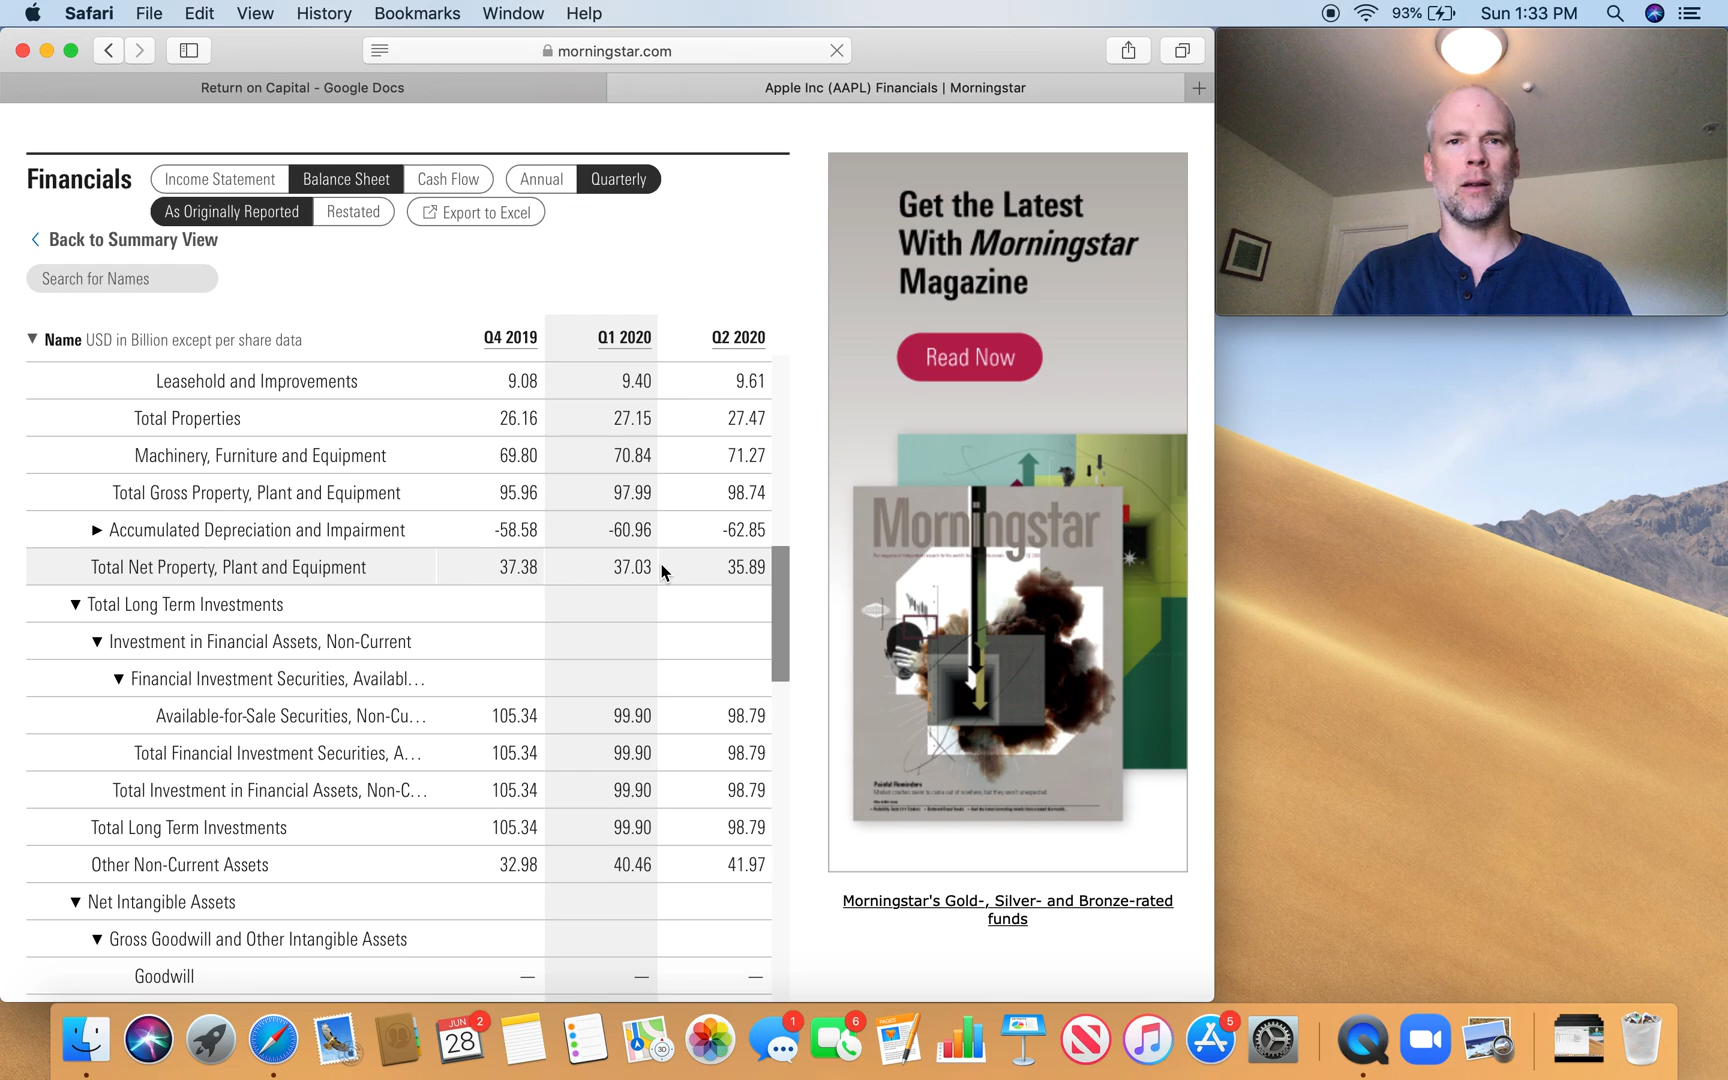 Safari File Edit View History Bookmarks Window Help
93% Sun 1:33 PM
morningstar.com
Return on Capital - Google Docs
Apple Inc (AAPL) Financials | Morningstar
Financials
Income Statement Balance Sheet Cash Flow Annual Quarterly
As Originally Reported Restated Export to Excel
Back to Summary View
Search for Names
Name USD in Billion except per share data Q4 2019 Q1 2020 Q2 2020
Leasehold and Improvements 9.08 9.40 9.61
Total Properties 26.16 27.15 27.47
Machinery, Furniture and Equipment 69.80 70.84 71.27
Total Gross Property, Plant and Equipment 95.96 97.99 98.74
Accumulated Depreciation and Impairment -58.58 -60.96 -62.85
Total Net Property, Plant and Equipment 37.38 37.03 35.89
Total Long Term Investments
Investment in Financial Assets, Non-Current
Financial Investment Securities, Availabl...
Available-for-Sale Securities, Non-Cu... 105.34 99.90 98.79
Total Financial Investment Securities, A... 105.34 99.90 98.79
Total Investment in Financial Assets, Non-C... 105.34 99.90 98.79
Total Long Term Investments 105.34 99.90 98.79
Other Non-Current Assets 32.98 40.46 41.97
Net Intangible Assets
Gross Goodwill and Other Intangible Assets
Goodwill — — —
Get the Latest
With Morningstar
Magazine
Read Now
Morningstar
Painful Reminders
Morningstar's Gold-, Silver- and Bronze-rated
funds
JUN 2
28
3D
1
6
5